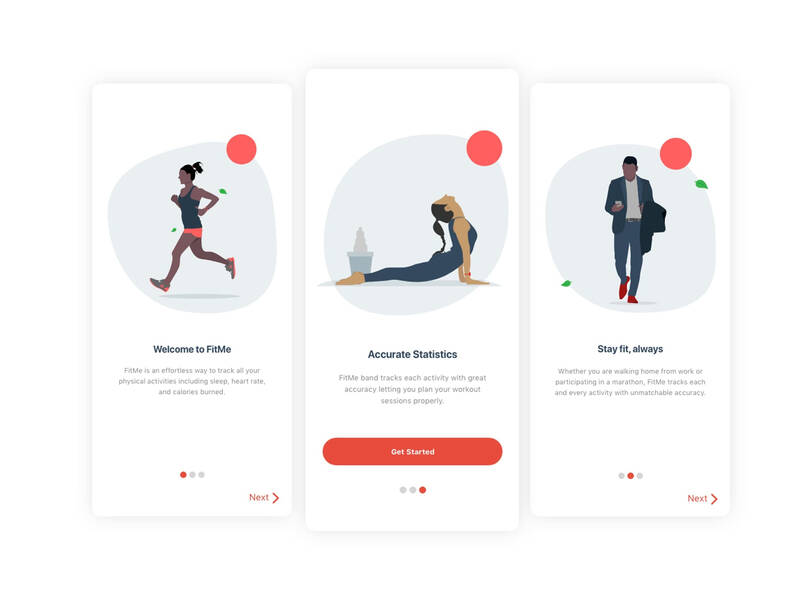 Welcome to FitMe
FitMe is an effortless way to track all your
physical activities including sleep, heart rate,
and calories burned.
Next
Accurate Statistics
FitMe band tracks each activity with great
accuracy letting you plan your workout
sessions properly.
Get Started
Stay fit, always
Whether you are walking home from work or
participating in a marathon, FitMe tracks each
and every activity with unmatchable accuracy.
Next